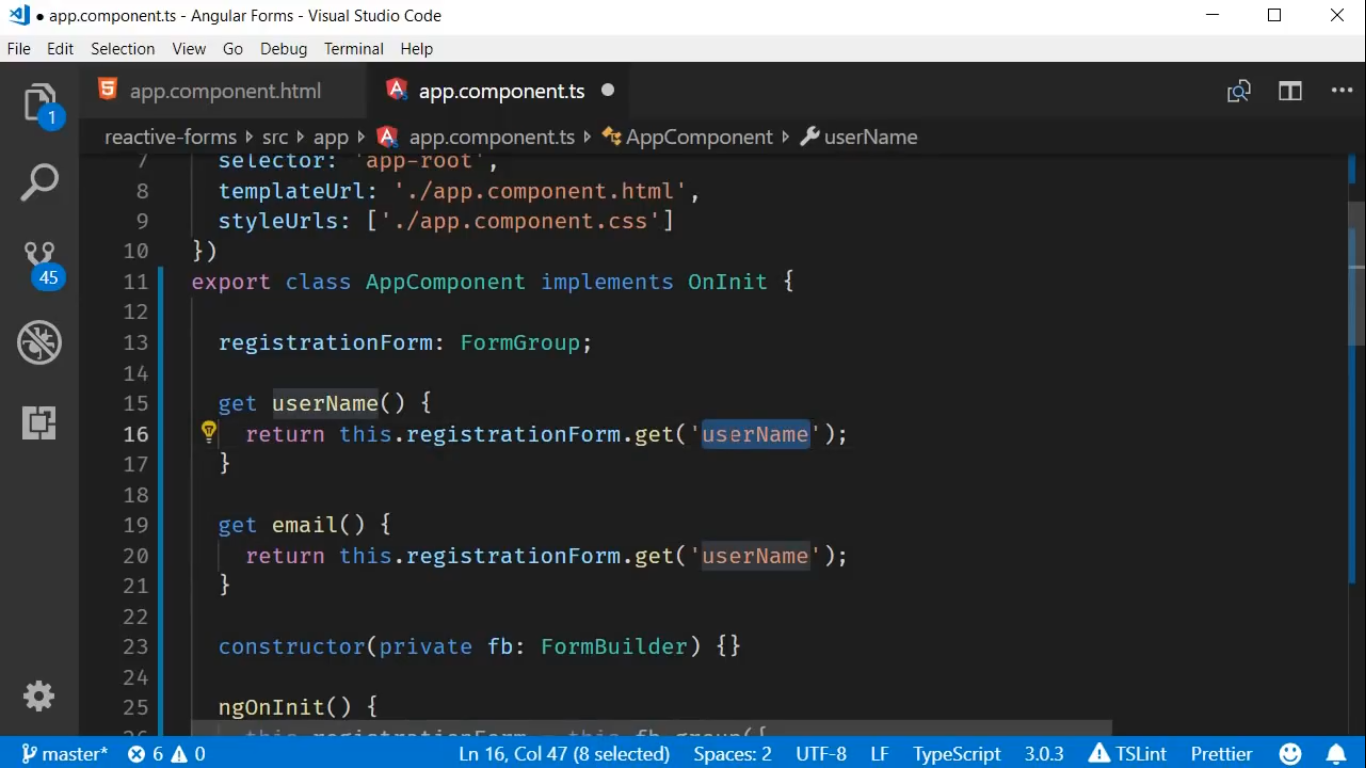 ● app.component.ts - Angular Forms - Visual Studio Code
File Edit Selection View Go Debug Terminal Help
1
45
app.component.html app.component.ts ●
reactive-forms src app app.component.ts AppComponent userName
7 selector: 'app-root',
8 templateUrl: './app.component.html',
9 styleUrls: ['./app.component.css']
10 })
11 export class AppComponent implements OnInit {
12
13 registrationForm: FormGroup;
14
15 get userName() {
16 return this.registrationForm.get('userName');
17 }
18
19 get email() {
20 return this.registrationForm.get('userName');
21 }
22
23 constructor(private fb: FormBuilder) {}
24
25 ngOnInit() {
26 this.registrationForm = this.fb.group({
master* 6 0 Ln 16, Col 47 (8 selected) Spaces: 2 UTF-8 LF TypeScript 3.0.3 TSLint Prettier